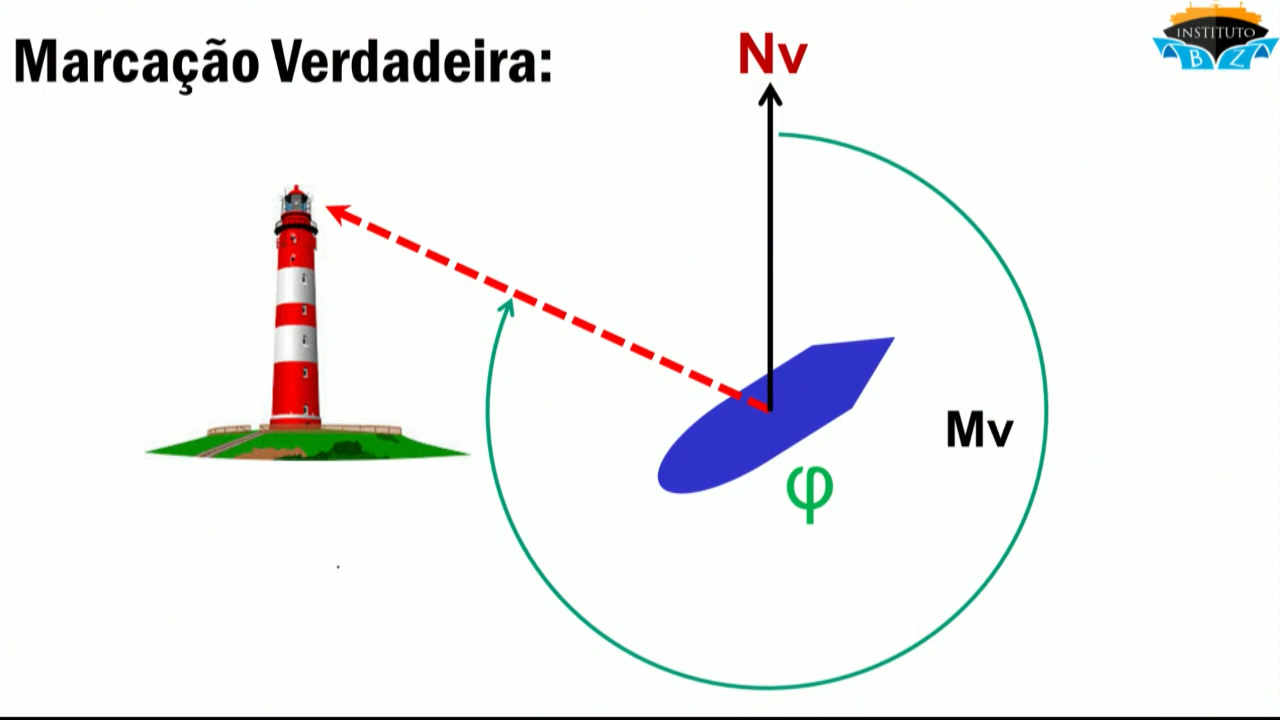 Marcação Verdadeira:
Nv
INSTITUTO
B Z
Mv
φ